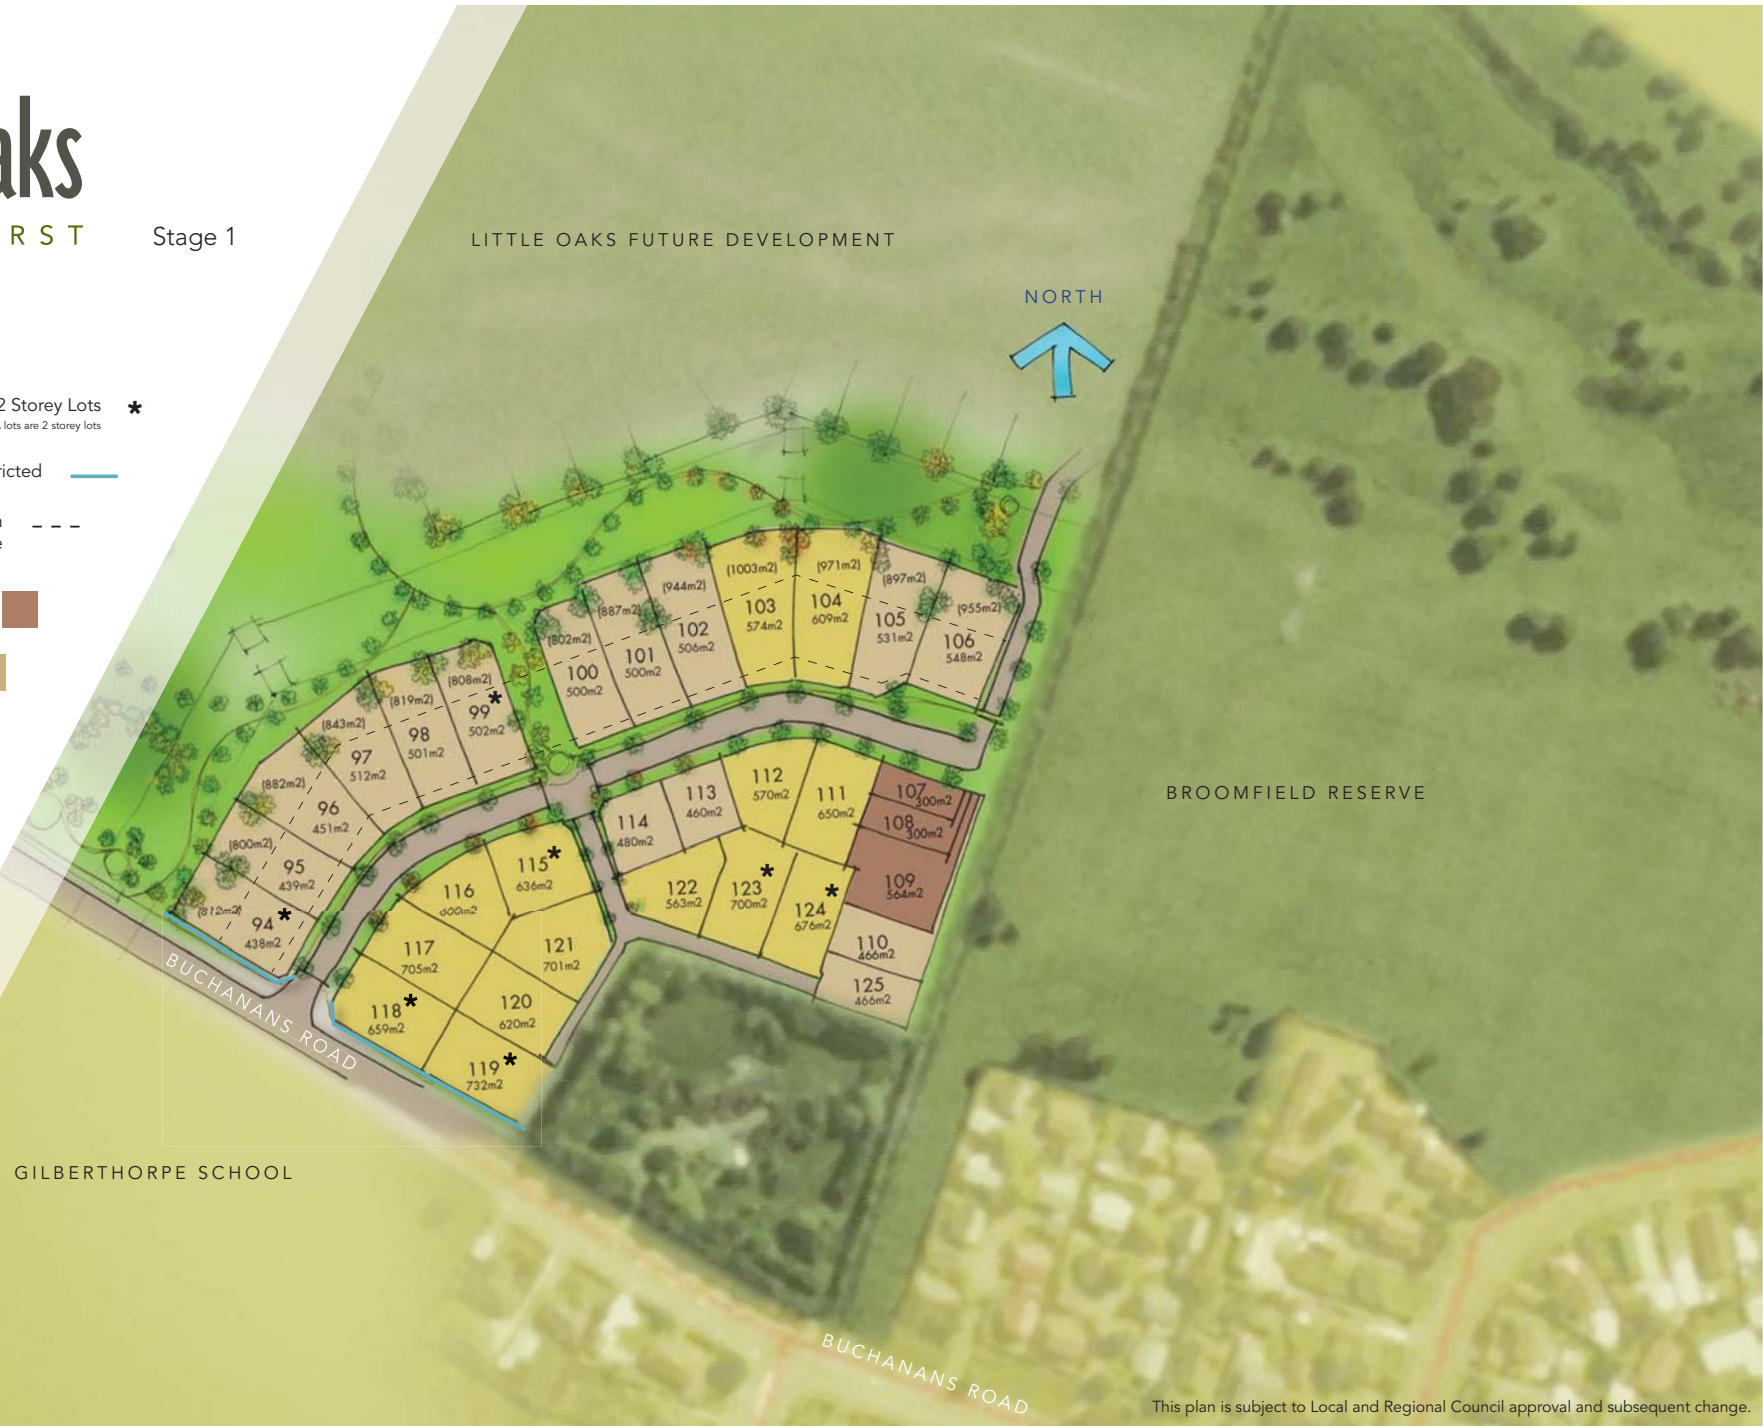 aks
RST
Stage 1
LITTLE OAKS FUTURE DEVELOPMENT
NORTH
2 Storey Lots *
lots are 2 storey lots
ricted
(1003m2)
103
574m2
(971m2)
104
609m2
(897m2)
105
531m2
(955m2)
106
548m2
(944m2)
102
506m2
(887m2)
101
500m2
(802m2)
100
500m2
(808m2)
99*
502m2
(819m2)
98
501m2
(843m2)
97
512m2
(882m2)
96
451m2
(800m2)
95
439m2
(812m2)
94*
438m2
107
300m2
108
300m2
109
564m2
110
466m2
125
466m2
111
650m2
112
570m2
113
460m2
114
480m2
115*
636m2
116
600m2
117
705m2
118*
659m2
119*
732m2
120
620m2
121
701m2
122
563m2
123*
700m2
124*
676m2
BROOMFIELD RESERVE
BUCHANANS ROAD
GILBERTHORPE SCHOOL
BUCHANANS ROAD
This plan is subject to Local and Regional Council approval and subsequent change.